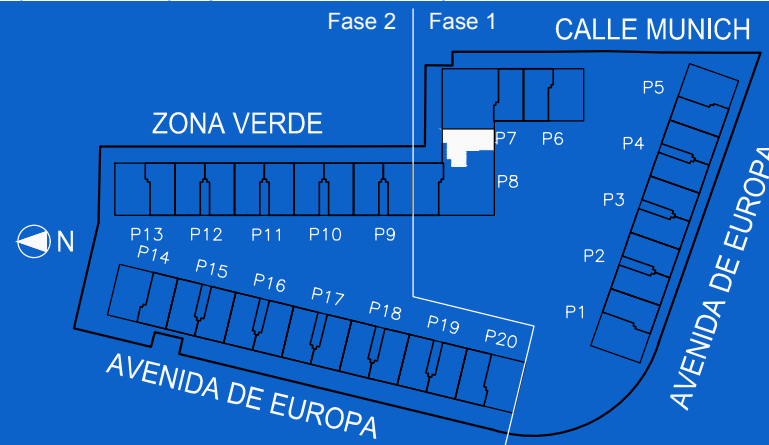 Fase 2
Fase 1
CALLE MUNICH
ZONA VERDE
P5
P7
P6
P4
P8
P3
P13
P12
P11
P10
P9
N
P14
P15
P16
P17
P18
P19
P20
P2
P1
AVENIDA DE EUROPA
AVENIDA DE EUROPA